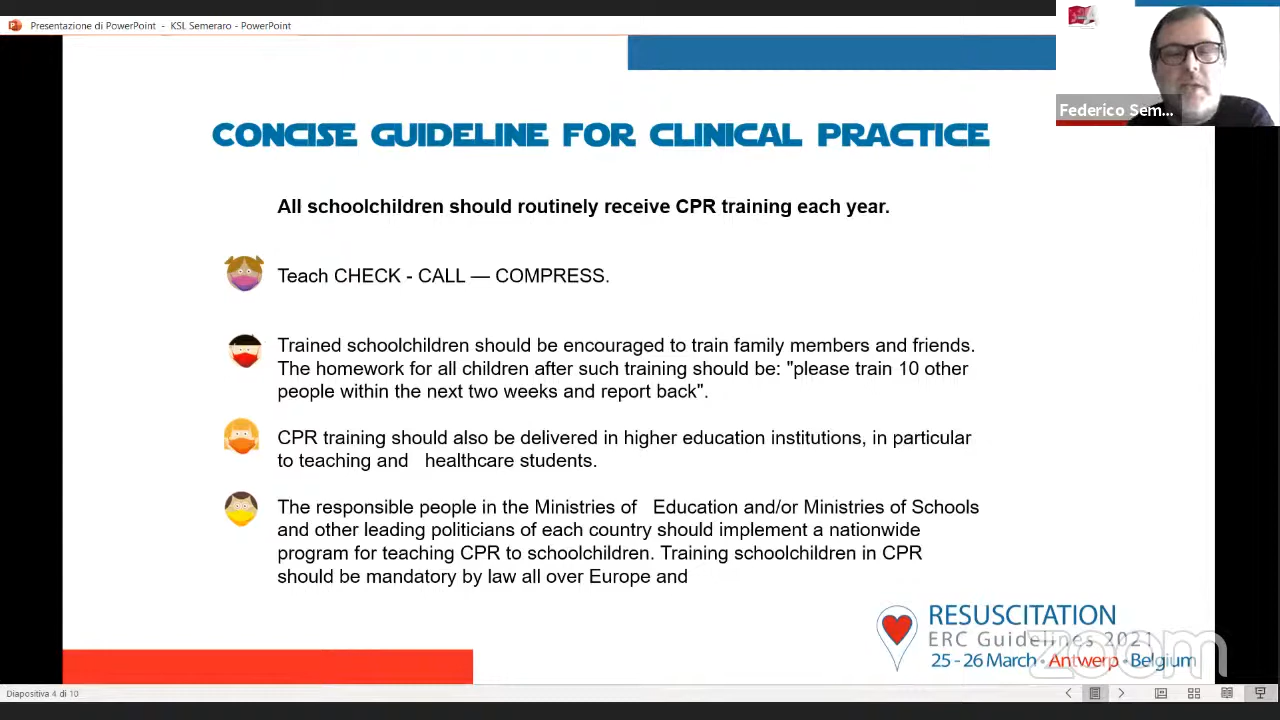 Presentazione di PowerPoint - KSL Semeraro - PowerPoint
Federico Sem...
CONCISE GUIDELINE FOR CLINICAL PRACTICE
All schoolchildren should routinely receive CPR training each year.
Teach CHECK - CALL — COMPRESS.
Trained schoolchildren should be encouraged to train family members and friends.
The homework for all children after such training should be: "please train 10 other
people within the next two weeks and report back".
CPR training should also be delivered in higher education institutions, in particular
to teaching and healthcare students.
The responsible people in the Ministries of Education and/or Ministries of Schools
and other leading politicians of each country should implement a nationwide
program for teaching CPR to schoolchildren. Training schoolchildren in CPR
should be mandatory by law all over Europe and
RESUSCITATION
ERC Guidelines 2021
25 - 26 March · Antwerp · Belgium
zoom
Diapositiva 4 di 10